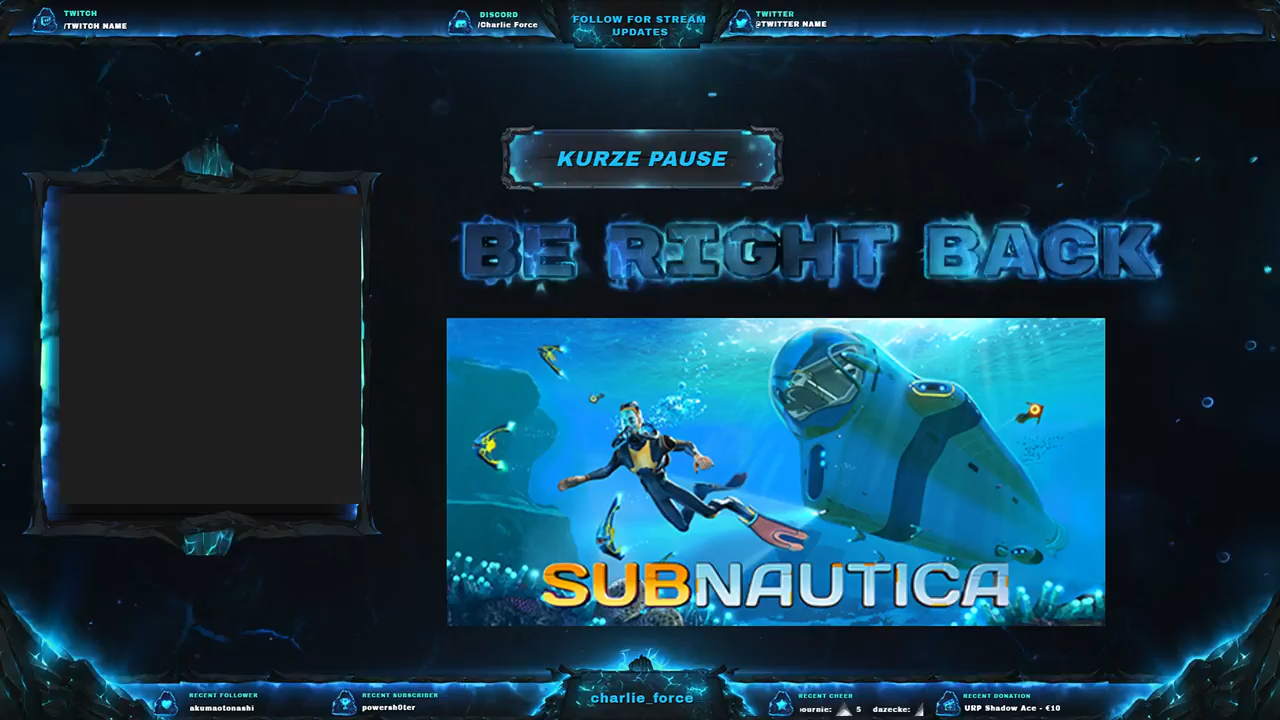 TWITCH
/TWITCH NAME
DISCORD
/Charlie Force
FOLLOW FOR STREAM
UPDATES
TWITTER
@TWITTER NAME
KURZE PAUSE
BE RIGHT BACK
SUBNAUTICA
RECENT FOLLOWER
akumaotonashi
RECENT SUBSCRIBER
powersh0ter
charlie_force
RECENT CHEER
ournie: 5 dazecke:
RECENT DONATION
URP Shadow Ace - €10